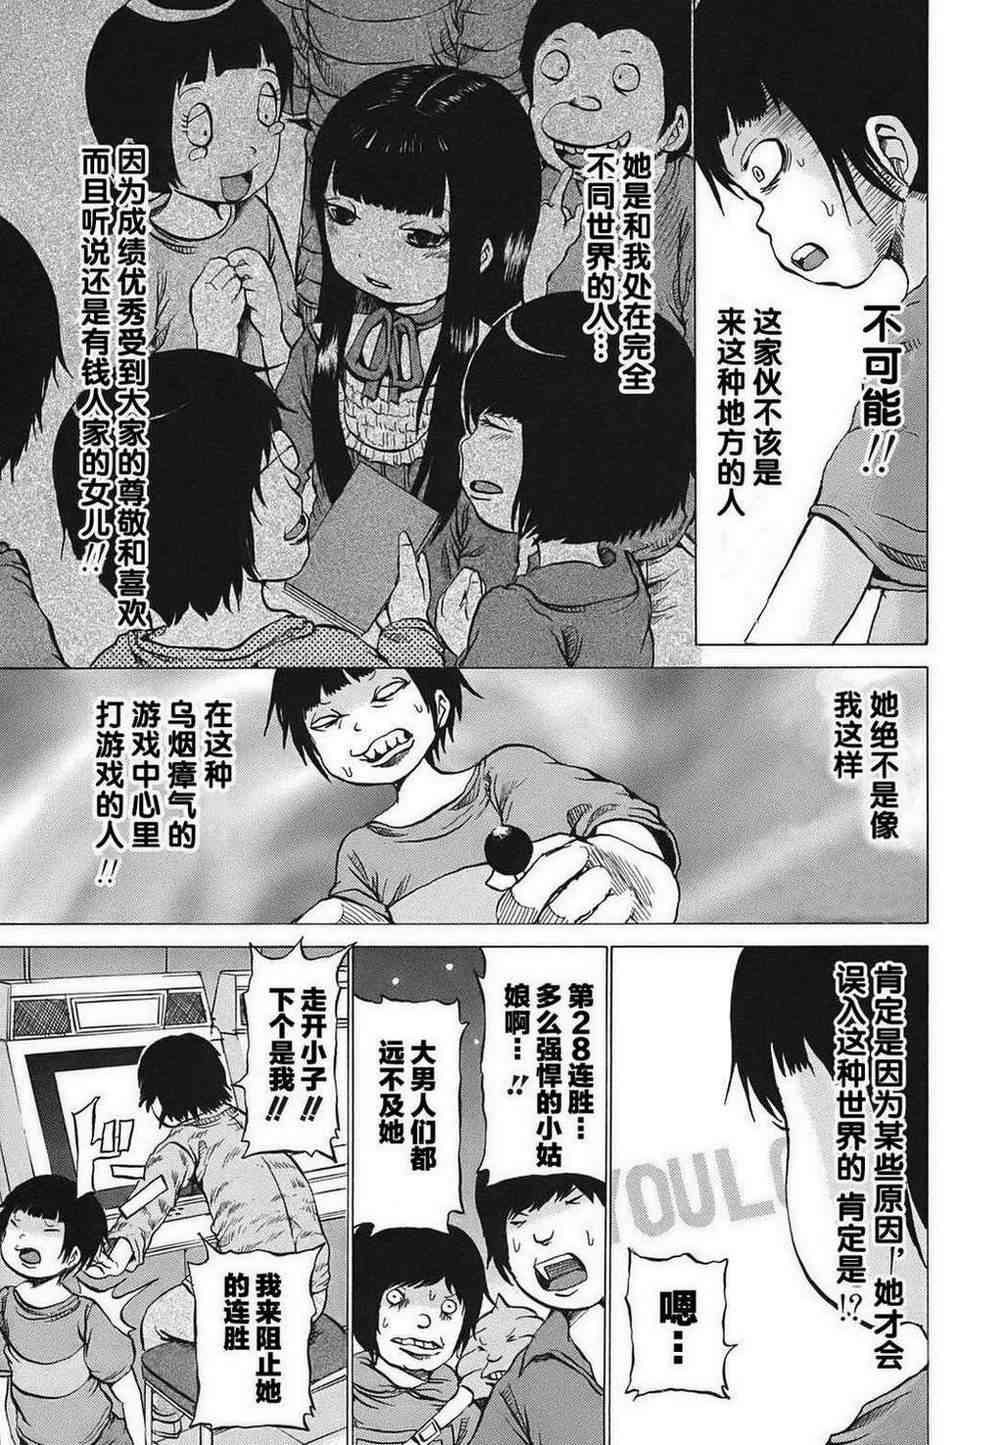 不可能!!
这家伙不该是
来这种地方的人
她是和我处在完全
不同世界的人…
因为成绩优秀受到大家的尊敬和喜欢
而且听说还是有钱人家的女儿!!
她绝不是像
我这样
在这种
乌烟瘴气的
游戏中心里
打游戏的人!!
肯定是因为某些原因，她才会
误入这种世界的 肯定是!?
YOU LO
嗯…
第28连胜…
多么强悍的小姑
娘啊…!!
大男人们都
远不及她
走开小子!!
下个是我!!
我来阻止她
的连胜